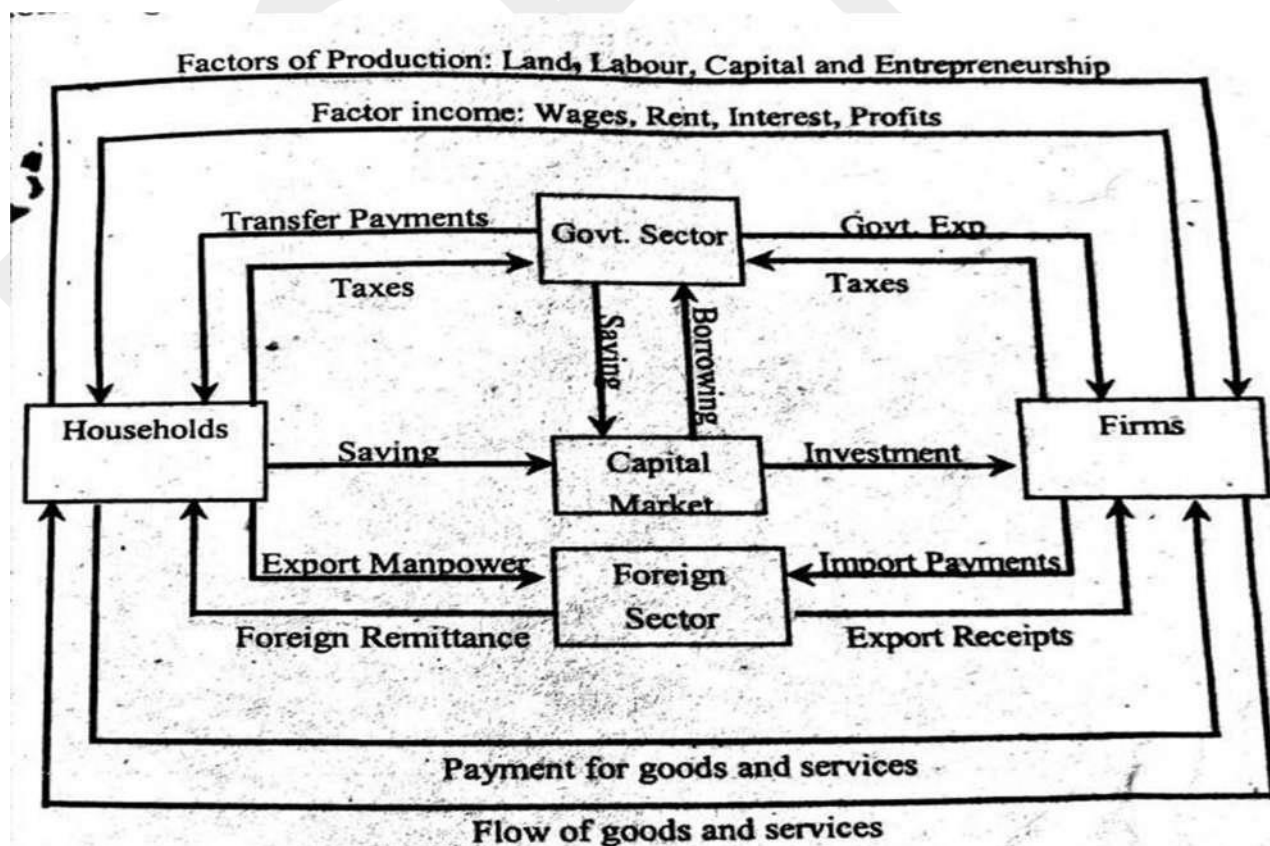 Factors of Production: Land, Labour, Capital and Entrepreneurship
Factor income: Wages, Rent, Interest, Profits
Transfer Payments
Govt. Sector
Govt. Exp
Taxes
Taxes
Saving
Borrowing
Households
Firms
Saving
Capital
Market
Investment
Export Manpower
Foreign
Sector
Import Payments
Foreign Remittance
Export Receipts
Payment for goods and services
Flow of goods and services